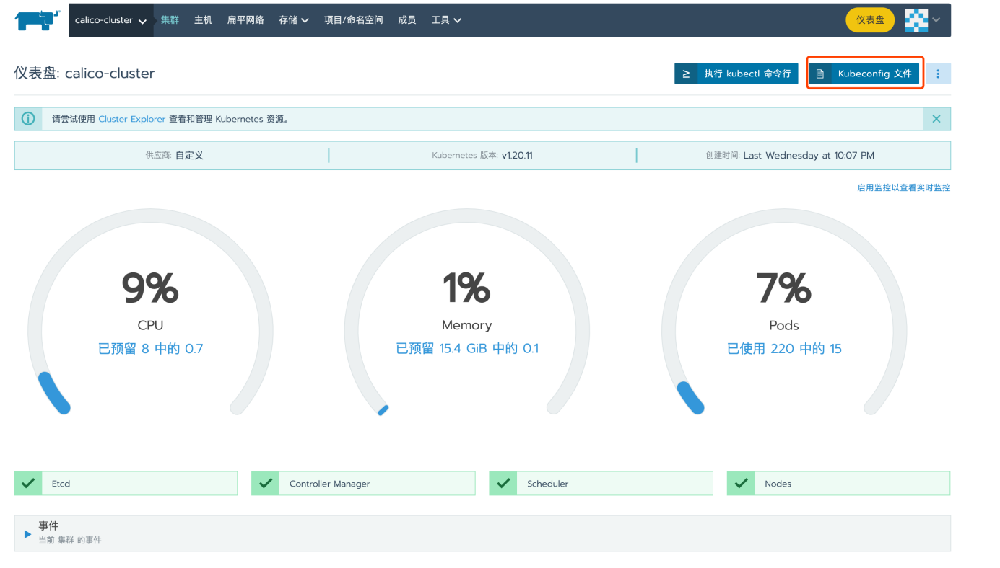 calico-cluster 集群 主机 扁平网络 存储 项目/命名空间 成员 工具 仪表盘
仪表盘: calico-cluster
≥ 执行 kubectl 命令行 Kubeconfig 文件
请尝试使用 Cluster Explorer 查看和管理 Kubernetes 资源。
供应商: 自定义 Kubernetes 版本: v1.20.11 创建时间: Last Wednesday at 10:07 PM
启用监控以查看实时监控
9% 1% 7%
CPU Memory Pods
已预留 8 中的 0.7 已预留 15.4 GiB 中的 0.1 已使用 220 中的 15
Etcd Controller Manager Scheduler Nodes
事件
当前 集群 的事件